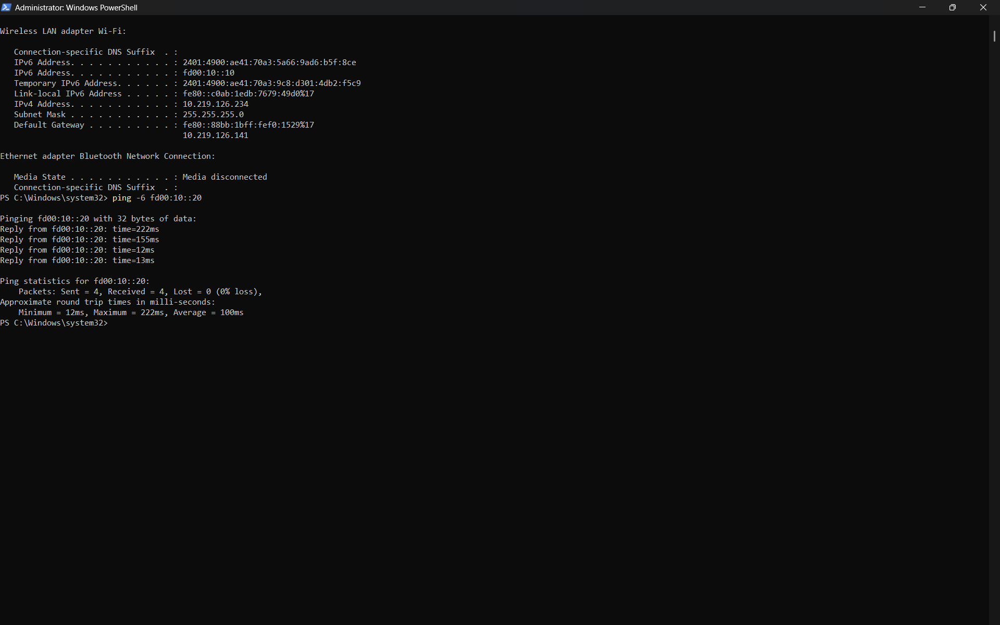 Administrator: Windows PowerShell
Wireless LAN adapter Wi-Fi:
   Connection-specific DNS Suffix  . :
   IPv6 Address. . . . . . . . . . . : 2401:4900:ae41:70a3:5a66:9ad6:b5f:8ce
   IPv6 Address. . . . . . . . . . . : fd00:10::10
   Temporary IPv6 Address. . . . . . : 2401:4900:ae41:70a3:9c8:d301:4db2:f5c9
   Link-local IPv6 Address . . . . . : fe80::c0ab:1edb:7679:49d0%17
   IPv4 Address. . . . . . . . . . . : 10.219.126.234
   Subnet Mask . . . . . . . . . . . : 255.255.255.0
   Default Gateway . . . . . . . . . : fe80::88bb:1bff:fef0:1529%17
                                       10.219.126.141
Ethernet adapter Bluetooth Network Connection:
   Media State . . . . . . . . . . . : Media disconnected
   Connection-specific DNS Suffix  . :
PS C:\Windows\system32> ping -6 fd00:10::20
Pinging fd00:10::20 with 32 bytes of data:
Reply from fd00:10::20: time=222ms
Reply from fd00:10::20: time=155ms
Reply from fd00:10::20: time=12ms
Reply from fd00:10::20: time=13ms
Ping statistics for fd00:10::20:
    Packets: Sent = 4, Received = 4, Lost = 0 (0% loss),
Approximate round trip times in milli-seconds:
    Minimum = 12ms, Maximum = 222ms, Average = 100ms
PS C:\Windows\system32>